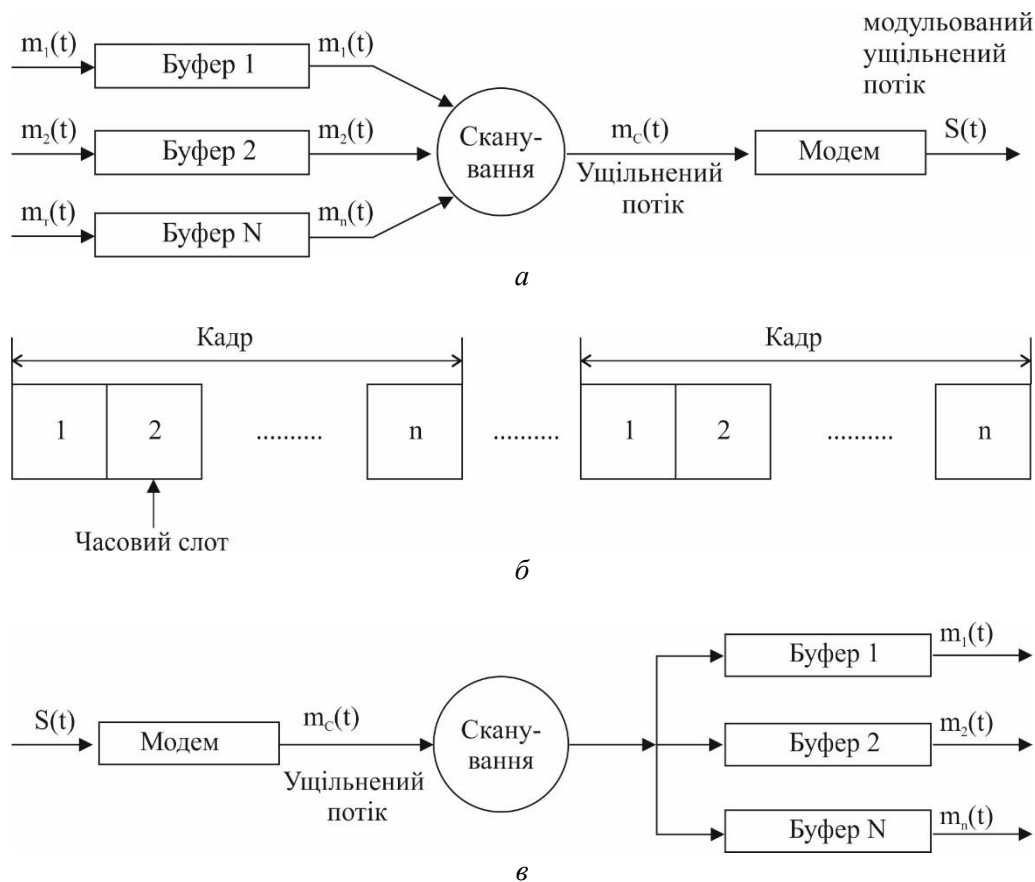 модульований
ущільнений
потік
m₁(t) Буфер 1 m₁(t)
m₂(t) Буфер 2 m₂(t)
Скану-
вання
m_C(t)
Ущільнений
потік
Модем S(t)
mᵣ(t) Буфер N mₙ(t)
а
Кадр Кадр
1 2 .......... n .......... 1 2 .......... n
Часовий слот
б
S(t) Модем m_C(t)
Ущільнений
потік
Скану-
вання
Буфер 1 m₁(t)
Буфер 2 m₂(t)
Буфер N mₙ(t)
в